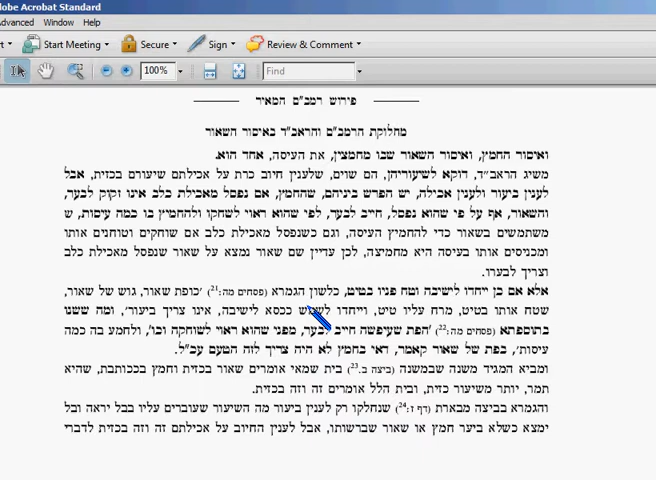 dobe Acrobat Standard
Advanced Window Help
Start Meeting Secure Sign Review & Comment
100% Find
פירוש רמב"ם המאיר
מחלוקת הרמב"ם והראב"ד באיסור השאור
ואיסור החמץ, ואיסור השאור שבו מחמצין, את העיסה, אחד הוא.
משיג הראב"ד, דוקא לשיעוריהן, הם שוים, שלענין חיוב כרת על אכילתם שיעורם בכזית, אבל
לענין ביעור ולענין אכילה, יש הפרש ביניהם, שהחמץ, אם נפסל מאכילת כלב אינו זקוק לבער,
והשאור, אף על פי שהוא נפסל, חייב לבער, לפי שהוא ראוי לשחקו ולהחמיץ בו כמה עיסות, ש
משתמשים בשאור כדי להחמיץ העיסה, וגם כשנפסל מאכילת כלב אם שוחקים וטוחנים אותו
ומכניסים אותו בעיסה היא מחמיצה, לכן עדיין שם שאור נמצא על שאור שנפסל מאכילת כלב
וצריך לבערו.
אלא אם כן ייחדו לישיבה וטח פניו בטיט, כלשון הגמרא (פסחים מה:21) 'כופת שאור, גוש של שאור,
שטח אותו בטיט, מרח עליו טיט, וייחדו ככסא לישיבה, אינו צריך ביעור', ומה ששנו
בתוספתא (פסחים מה:22) 'הפת שעיפשה חייב לבער, מפני שהוא ראוי לשוחקה וכו', ולחמע בה כמה
עיסות', בפת של שאור קאמר, דאי בחמץ לא היה צריך לזה הטעם עכ"ל.
ומביא המגיד משנה שבמשנה (ביצה ב.23) בית שמאי אומרים שאור בכזית וחמץ בככותבת, שהיא
תמר, יותר משיעור כזית, ובית הלל אומרים זה וזה בכזית.
והגמרא בביצה מבארת (דף ז:24) שנחלקו רק לענין ביעור מה השיעור שעוברים עליו בבל יראה ובל
ימצא כשלא ביער חמץ או שאור שברשותו, אבל לענין החיוב על אכילתם זה וזה בכזית לדברי